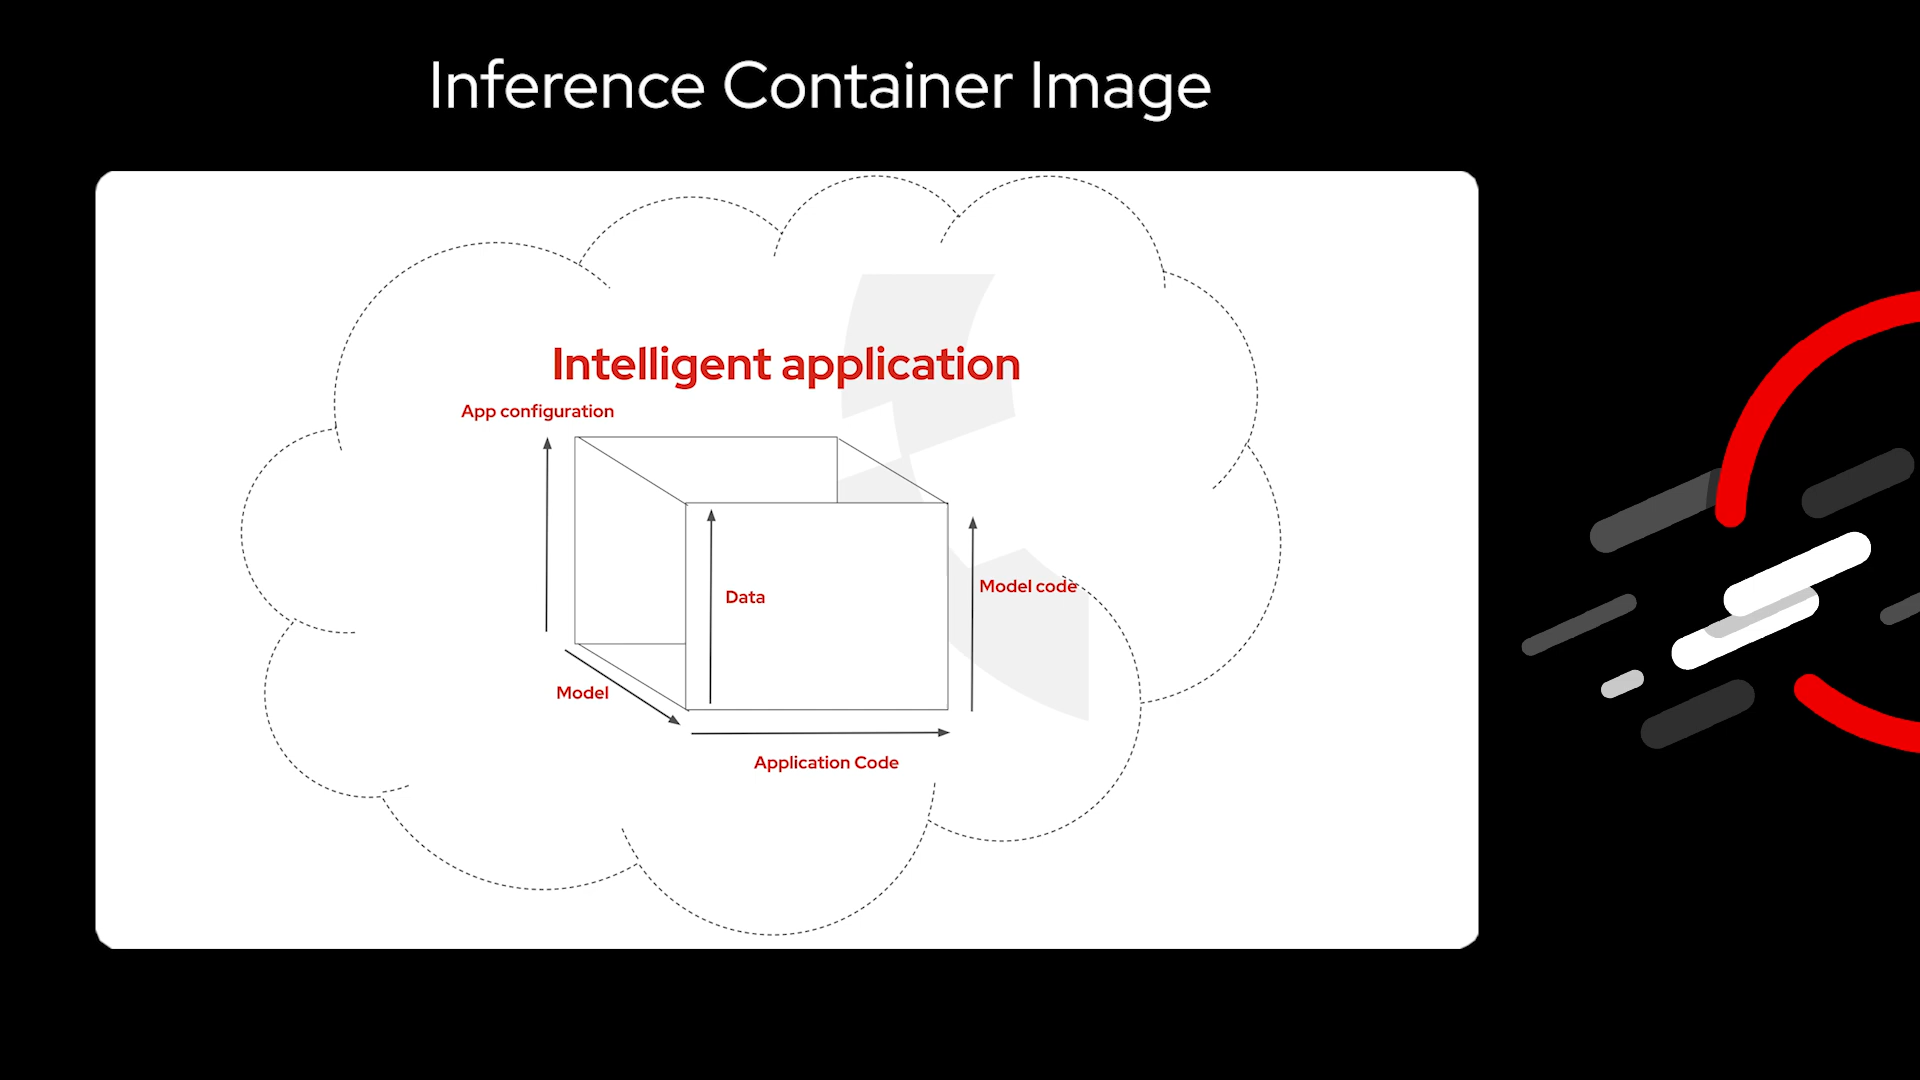 Inference Container Image
Intelligent application
App configuration
Data
Model code
Model
Application Code